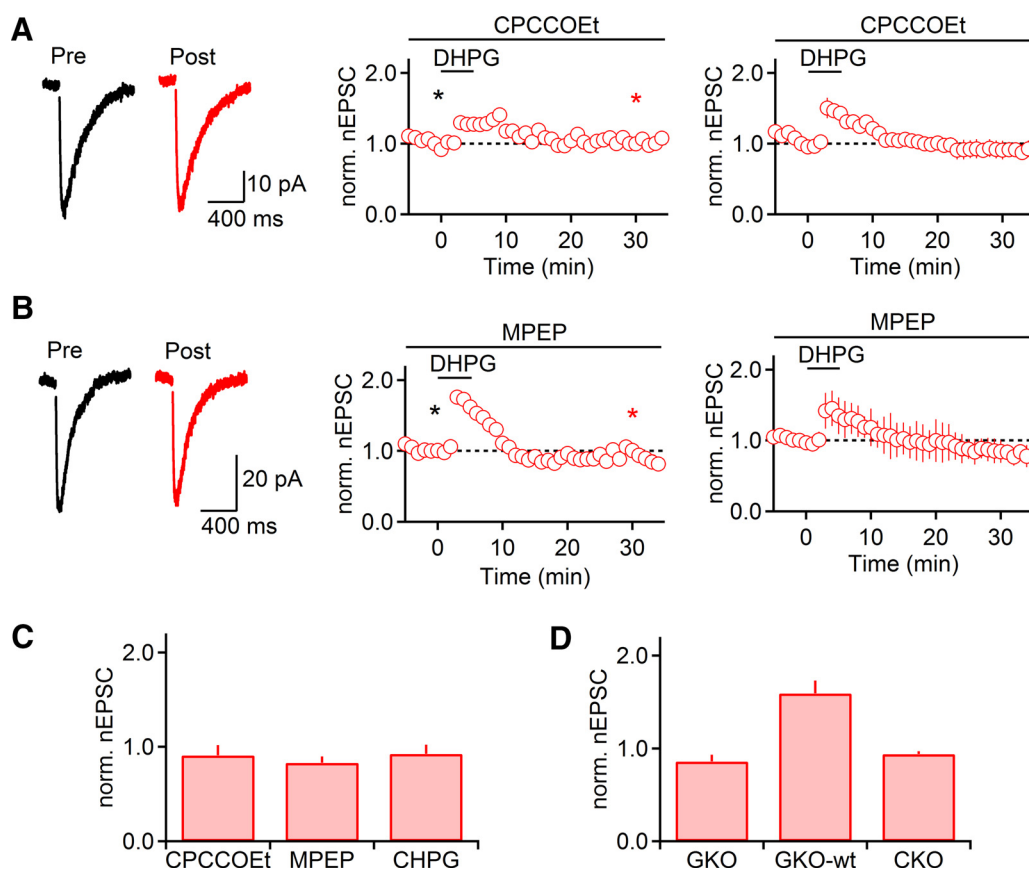 A
Pre
Post
10 pA
400 ms
CPCCOEt
DHPG
*
*
norm. nEPSC
2.0
1.0
0.0
0
10
20
30
Time (min)
CPCCOEt
DHPG
norm. nEPSC
2.0
1.0
0.0
0
10
20
30
Time (min)
B
Pre
Post
20 pA
400 ms
MPEP
DHPG
*
*
norm. nEPSC
2.0
1.0
0.0
0
10
20
30
Time (min)
MPEP
DHPG
norm. nEPSC
2.0
1.0
0.0
0
10
20
30
Time (min)
C
norm. nEPSC
2.0
1.0
0.0
CPCCOEt MPEP CHPG
D
norm. nEPSC
2.0
1.0
0.0
GKO GKO-wt CKO